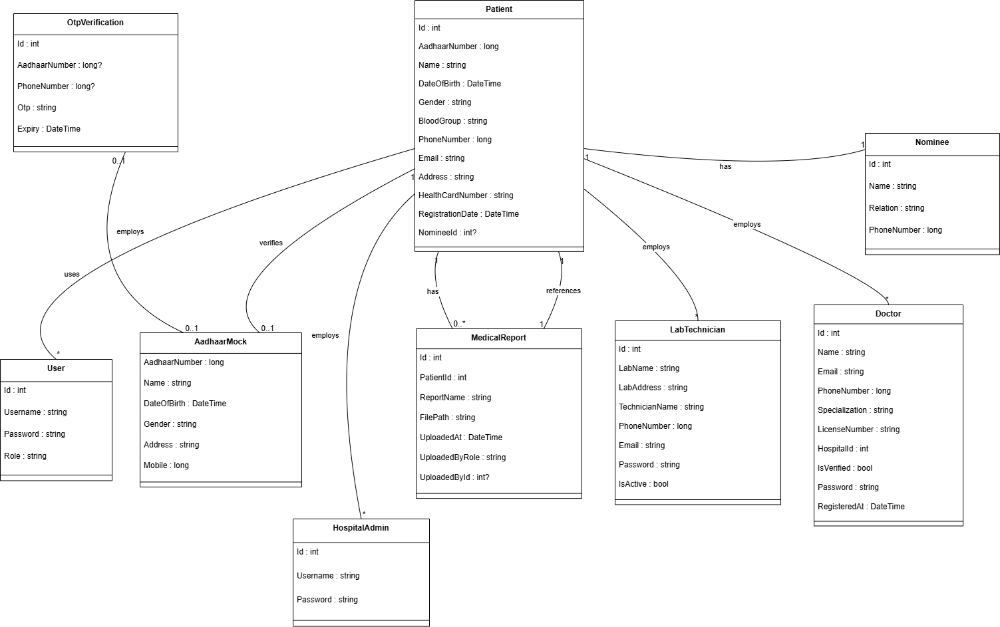 OtpVerification
Id : int
AadhaarNumber : long?
PhoneNumber : long?
Otp : string
Expiry : DateTime
0..1
Patient
Id : int
AadhaarNumber : long
Name : string
DateOfBirth : DateTime
Gender : string
BloodGroup : string
PhoneNumber : long
Email : string
Address : string
HealthCardNumber : string
RegistrationDate : DateTime
NomineeId : int?
1
1
1
1
Nominee
Id : int
Name : string
Relation : string
PhoneNumber : long
1
has
employs
employs
employs
verifies
uses
employs
has
references
employs
User
Id : int
Username : string
Password : string
Role : string
*
AadhaarMock
AadhaarNumber : long
Name : string
DateOfBirth : DateTime
Gender : string
Address : string
Mobile : long
0..1
0..1
HospitalAdmin
Id : int
Username : string
Password : string
*
MedicalReport
Id : int
PatientId : int
ReportName : string
FilePath : string
UploadedAt : DateTime
UploadedByRole : string
UploadedById : int?
0..*
1
LabTechnician
Id : int
LabName : string
LabAddress : string
TechnicianName : string
PhoneNumber : long
Email : string
Password : string
IsActive : bool
*
Doctor
Id : int
Name : string
Email : string
PhoneNumber : long
Specialization : string
LicenseNumber : string
HospitalId : int
IsVerified : bool
Password : string
RegisteredAt : DateTime
*